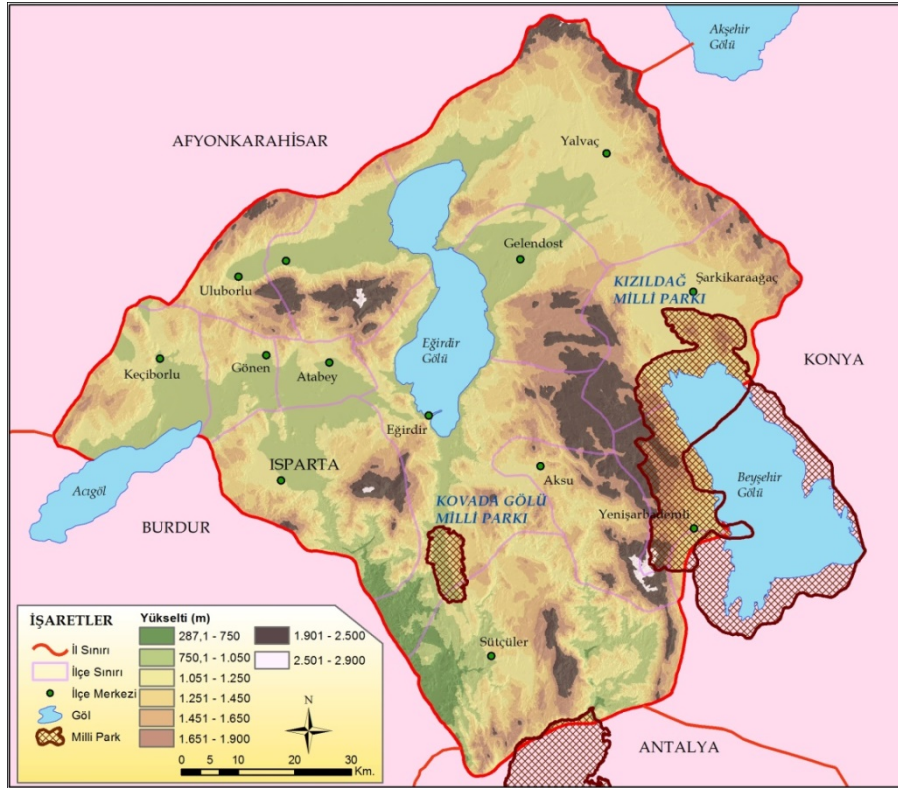 Akşehir
Gölü
AFYONKARAHİSAR
Yalvaç
Gelendost
Uluborlu
KIZILDAĞ
MİLLİ PARKI
Şarkikaraağaç
Eğirdir
Gölü
KONYA
Keçiborlu
Gönen
Atabey
Eğirdir
ISPARTA
Aksu
Beyşehir
Gölü
Acıgöl
KOVADA GÖLÜ
MİLLİ PARKI
Yenişarbademli
BURDUR
Sütçüler
ANTALYA
İŞARETLER
İl Sınırı
İlçe Sınırı
İlçe Merkezi
Göl
Milli Park
Yükselti (m)
287,1 - 750
750,1 - 1.050
1.051 - 1.250
1.251 - 1.450
1.451 - 1.650
1.651 - 1.900
1.901 - 2.500
2.501 - 2.900
N
0 10 20 30
Km.